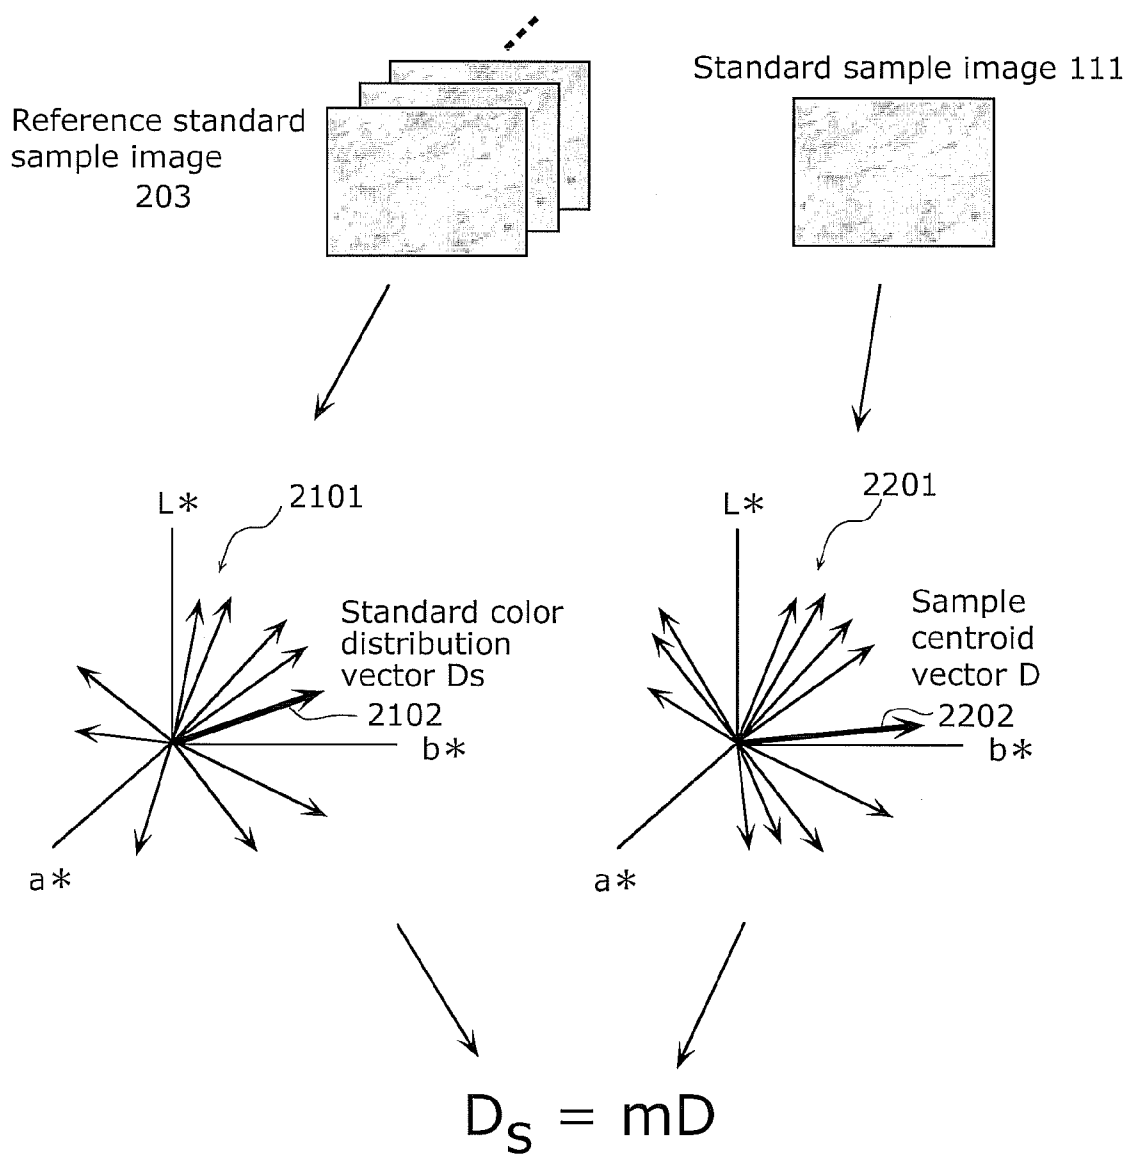 Standard sample image 111
Reference standard
sample image
203
L*
2101
Standard color
distribution
vector Ds
2102
b*
a*
L*
2201
Sample
centroid
vector D
2202
b*
a*
Ds = mD